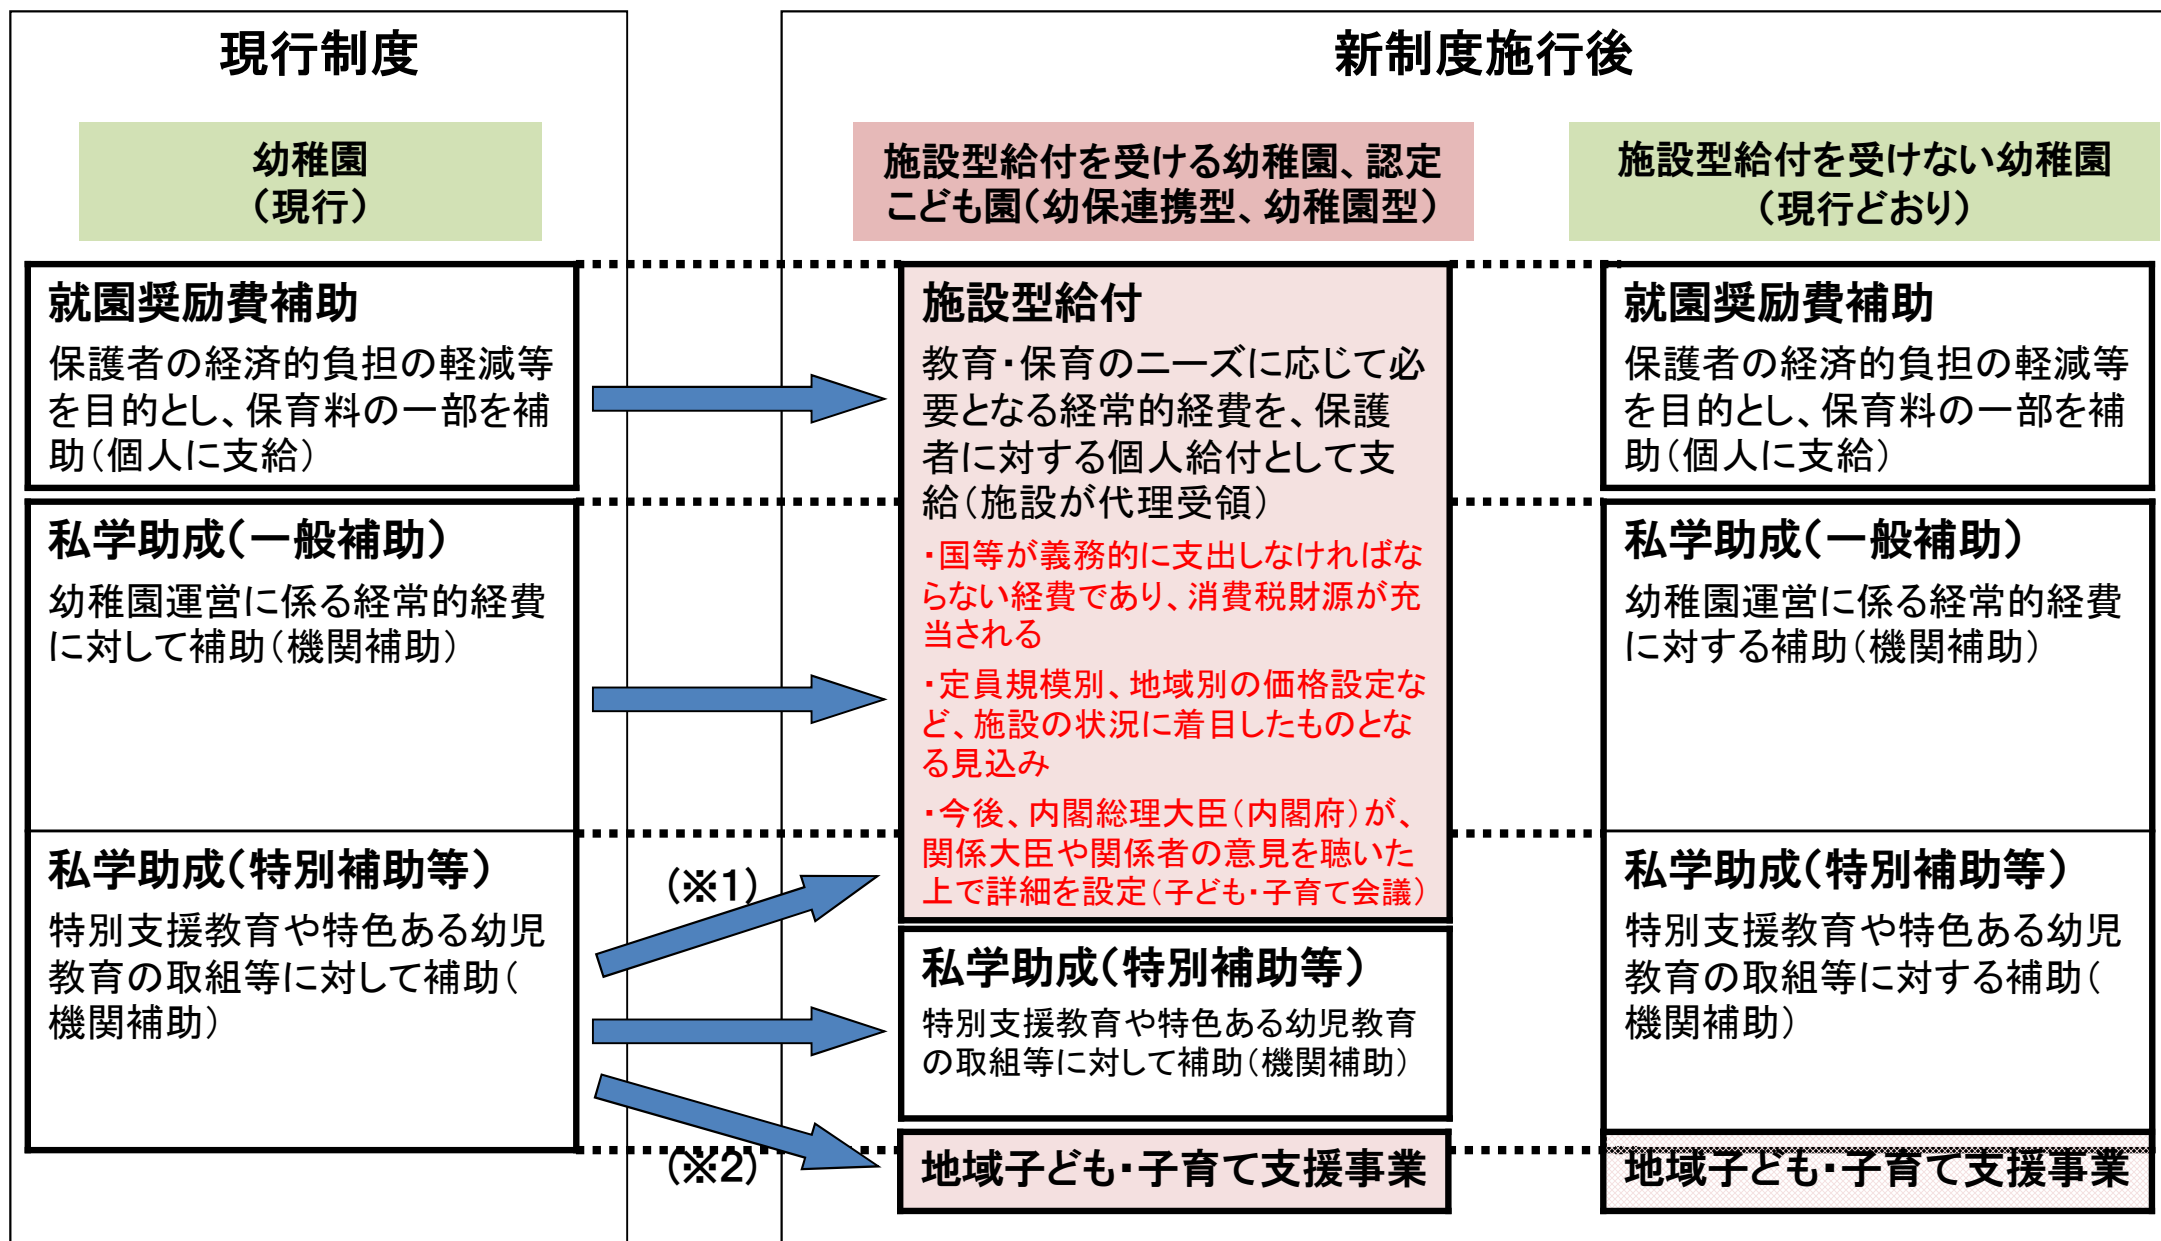 現行制度
幼稚園
（現行）
就園奨励費補助
保護者の経済的負担の軽減等
を目的とし、保育料の一部を補
助（個人に支給）
私学助成（一般補助）
幼稚園運営に係る経常的経費
に対して補助（機関補助）
私学助成（特別補助等）
特別支援教育や特色ある幼児
教育の取組等に対して補助（
機関補助）
(※1)
(※2)
新制度施行後
施設型給付を受ける幼稚園、認定
こども園（幼保連携型、幼稚園型）
施設型給付
教育・保育のニーズに応じて必
要となる経常的経費を、保護
者に対する個人給付として支
給（施設が代理受領）
・国等が義務的に支出しなければな
らない経費であり、消費税財源が充
当される
・定員規模別、地域別の価格設定な
ど、施設の状況に着目したものとな
る見込み
・今後、内閣総理大臣（内閣府）が、
関係大臣や関係者の意見を聴いた
上で詳細を設定（子ども・子育て会議）
私学助成（特別補助等）
特別支援教育や特色ある幼児教育
の取組等に対して補助（機関補助）
地域子ども・子育て支援事業
施設型給付を受けない幼稚園
（現行どおり）
就園奨励費補助
保護者の経済的負担の軽減等
を目的とし、保育料の一部を補
助（個人に支給）
私学助成（一般補助）
幼稚園運営に係る経常的経費
に対する補助（機関補助）
私学助成（特別補助等）
特別支援教育や特色ある幼児
教育の取組等に対する補助（
機関補助）
地域子ども・子育て支援事業